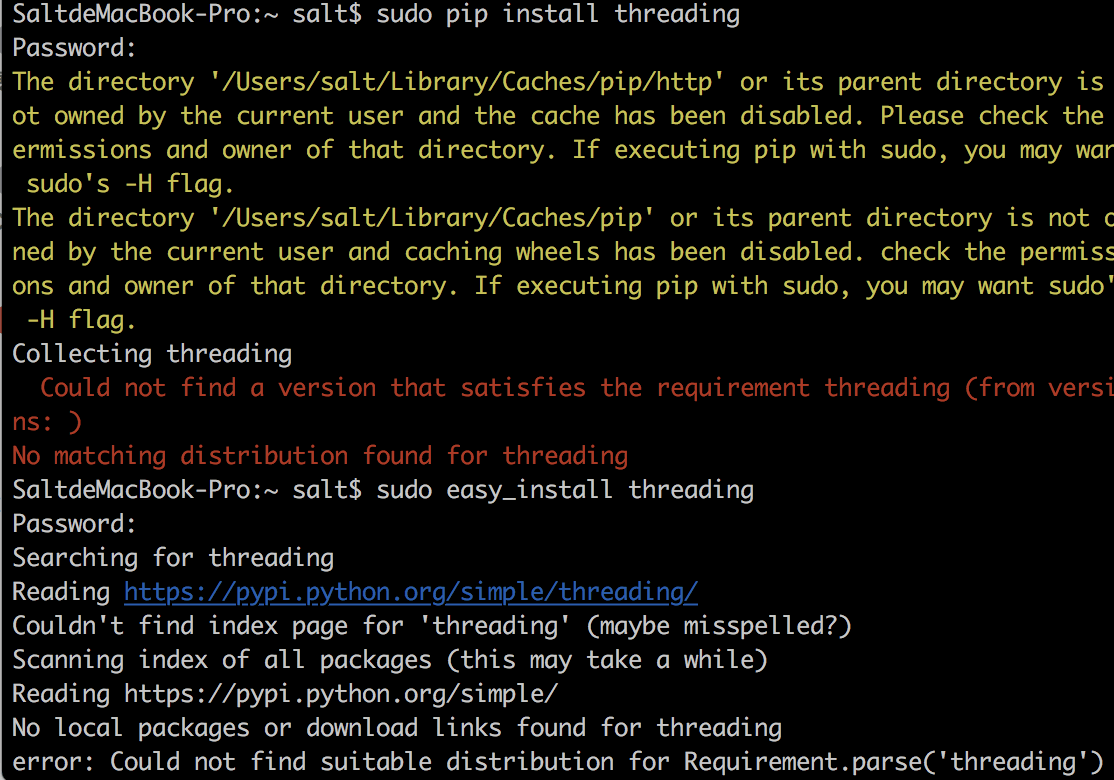 SaltdeMacBook-Pro:~ salt$ sudo pip install threading
Password:
The directory '/Users/salt/Library/Caches/pip/http' or its parent directory is
ot owned by the current user and the cache has been disabled. Please check the
ermissions and owner of that directory. If executing pip with sudo, you may wan
 sudo's -H flag.
The directory '/Users/salt/Library/Caches/pip' or its parent directory is not o
ned by the current user and caching wheels has been disabled. check the permiss
ons and owner of that directory. If executing pip with sudo, you may want sudo'
 -H flag.
Collecting threading
  Could not find a version that satisfies the requirement threading (from versi
ns: )
No matching distribution found for threading
SaltdeMacBook-Pro:~ salt$ sudo easy_install threading
Password:
Searching for threading
Reading https://pypi.python.org/simple/threading/
Couldn't find index page for 'threading' (maybe misspelled?)
Scanning index of all packages (this may take a while)
Reading https://pypi.python.org/simple/
No local packages or download links found for threading
error: Could not find suitable distribution for Requirement.parse('threading')